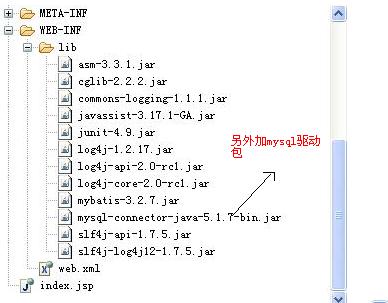 META-INF
WEB-INF
lib
asm-3.3.1.jar
cglib-2.2.2.jar
commons-logging-1.1.1.jar
javassist-3.17.1-GA.jar
junit-4.9.jar
log4j-1.2.17.jar
log4j-api-2.0-rc1.jar
log4j-core-2.0-rc1.jar
mybatis-3.2.7.jar
mysql-connector-java-5.1.7-bin.jar
slf4j-api-1.7.5.jar
slf4j-log4j12-1.7.5.jar
web.xml
index.jsp
另外加mysql驱动
包